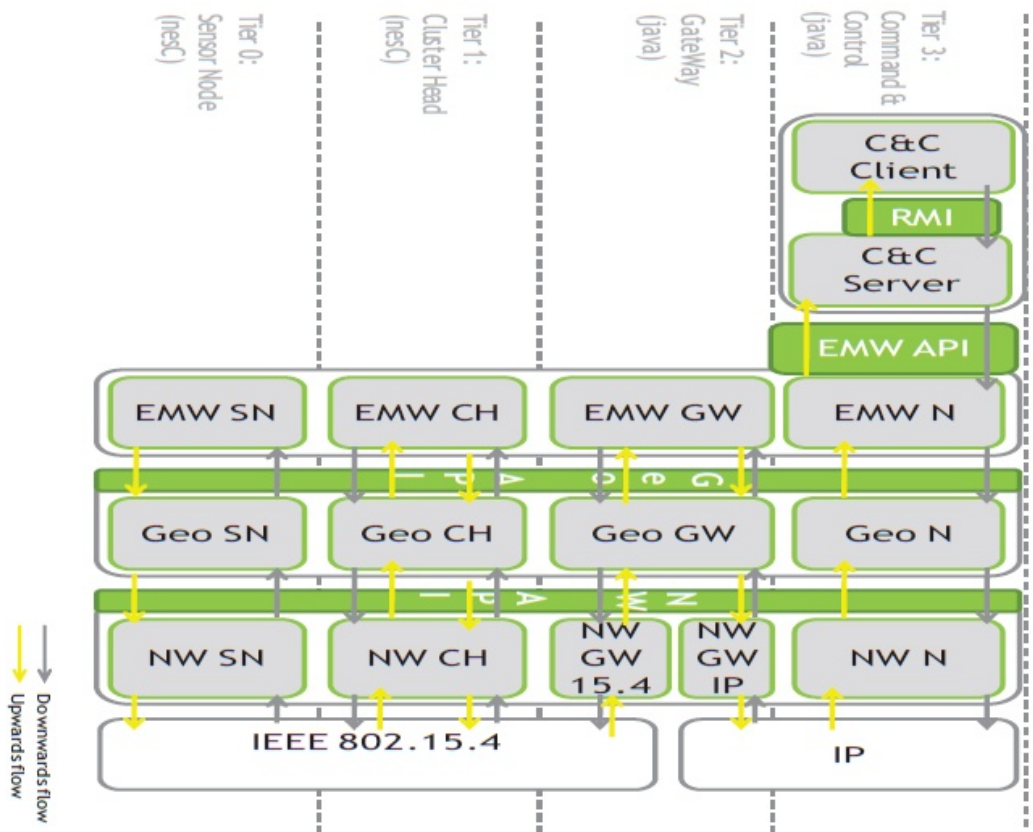 Tier 0:
Sensor Node
(nesC)
Tier 1:
Cluster Head
(nesC)
Tier 2:
GateWay
(java)
Tier 3:
Command &
Control
(java)
C&C
Client
RMI
C&C
Server
EMW API
EMW SN
EMW CH
EMW GW
EMW N
Geo API
Geo SN
Geo CH
Geo GW
Geo N
NW API
NW SN
NW CH
NW
GW
15.4
NW
GW
IP
NW N
IEEE 802.15.4
IP
Downwards flow
Upwards flow